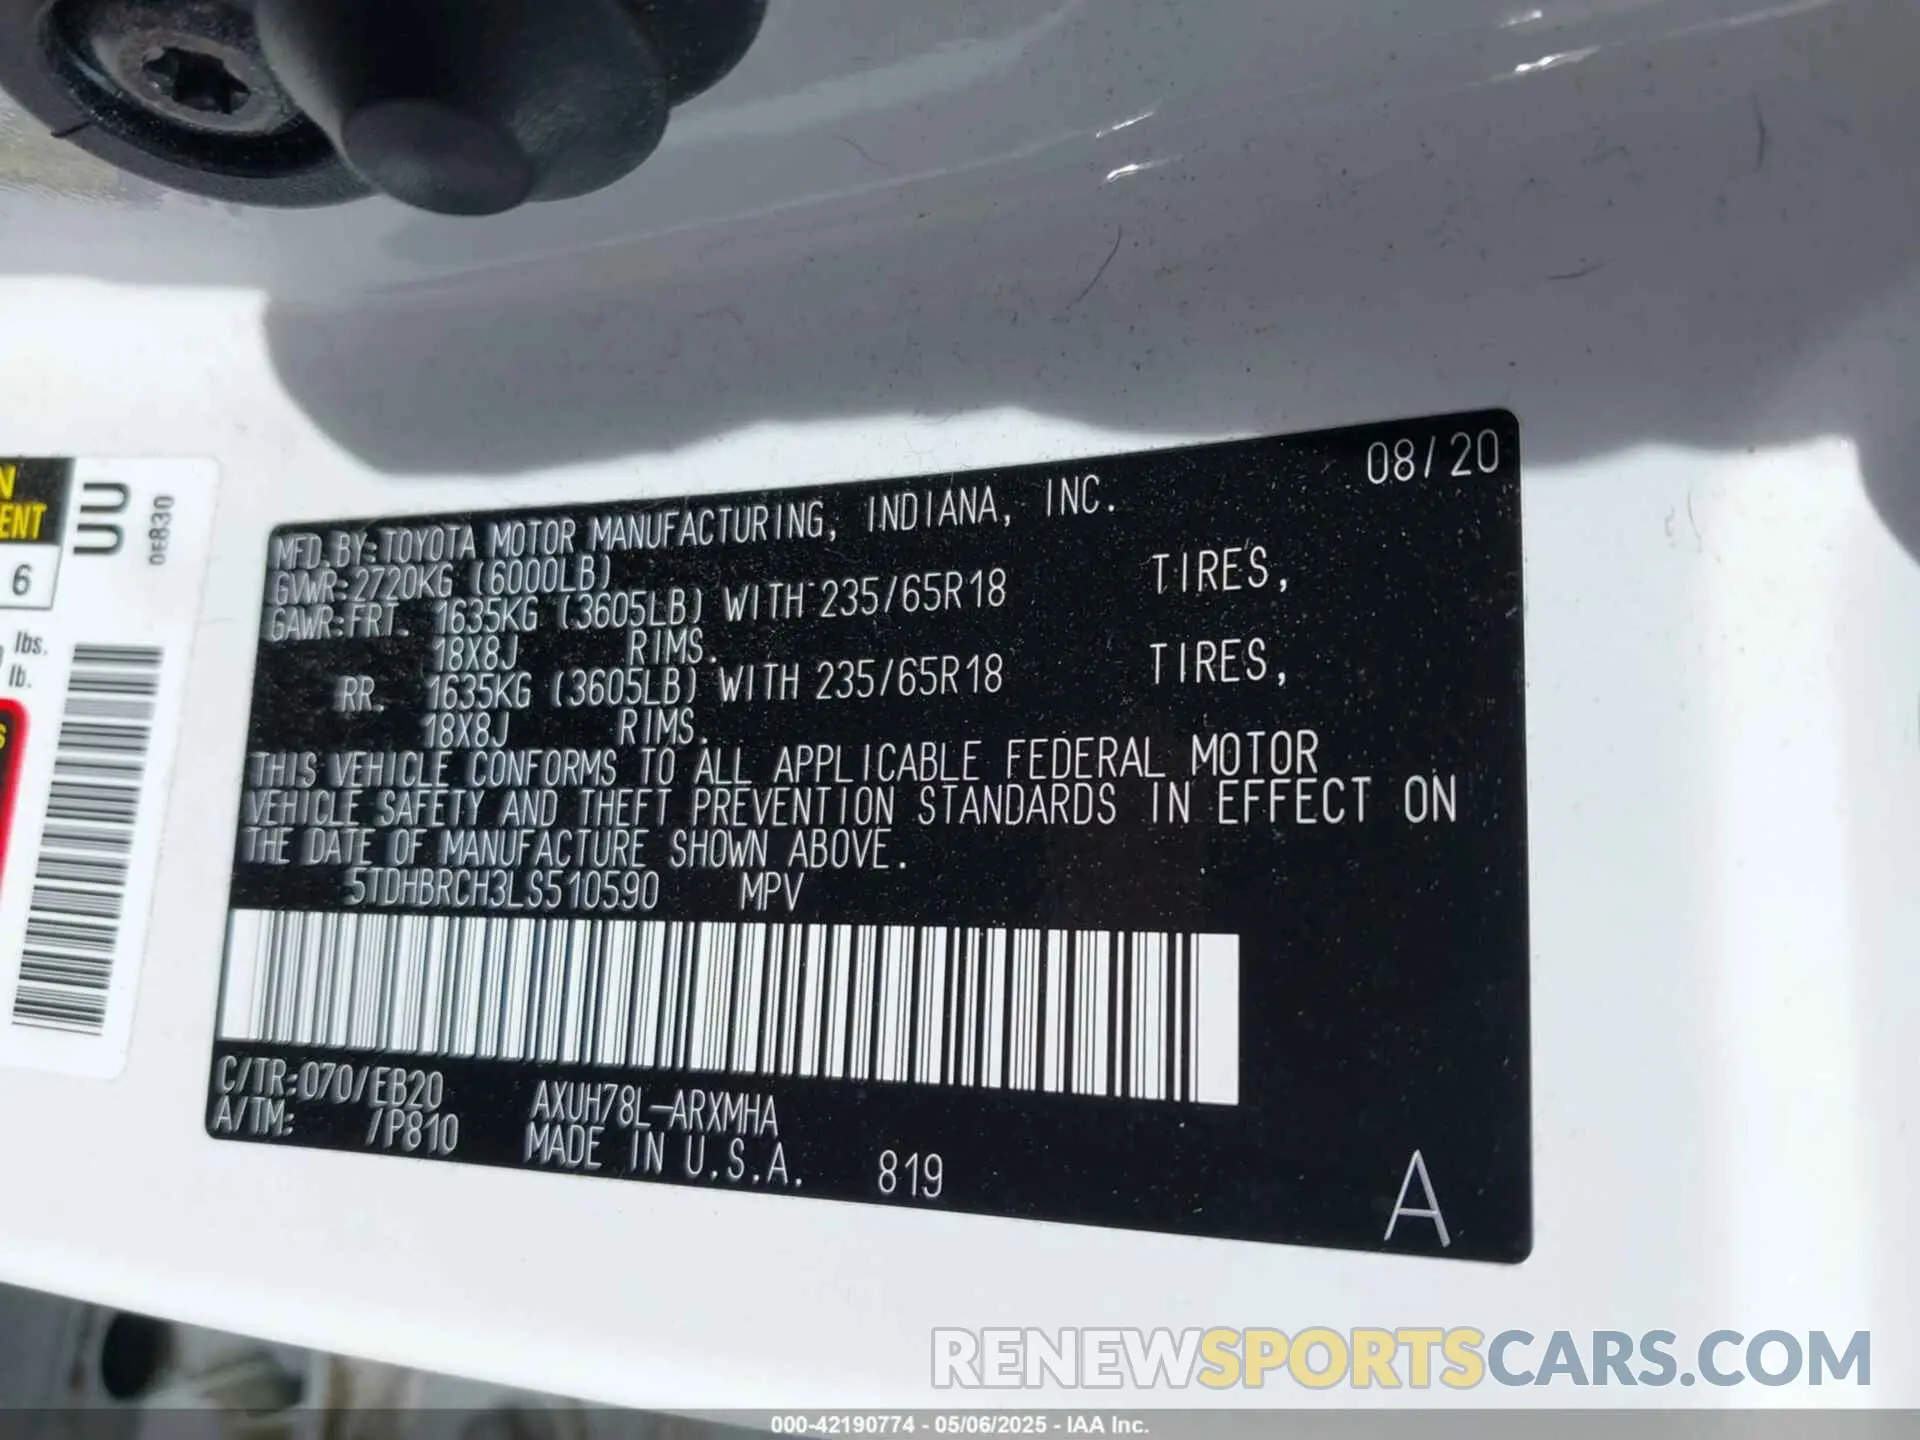 08/20
MFD. BY: TOYOTA MOTOR MANUFACTURING, INDIANA, INC.
GVWR: 2720KG (6000LB)
GAWR: FRT. 1635KG (3605LB) WITH 235/65R18 TIRES,
18X8J RIMS.
RR. 1635KG (3605LB) WITH 235/65R18 TIRES,
18X8J RIMS.
THIS VEHICLE CONFORMS TO ALL APPLICABLE FEDERAL MOTOR
VEHICLE SAFETY AND THEFT PREVENTION STANDARDS IN EFFECT ON
THE DATE OF MANUFACTURE SHOWN ABOVE.
5TDHBRCH3LS510590 MPV
C/TR: 070/EB20 AXUH78L-ARXMHA
A/TM: /P810 MADE IN U.S.A. 819
A
6
lbs.
lb.
UU
0E830
RENEWSPORTSCARS.COM
000-42190774 - 05/06/2025 - IAA Inc.